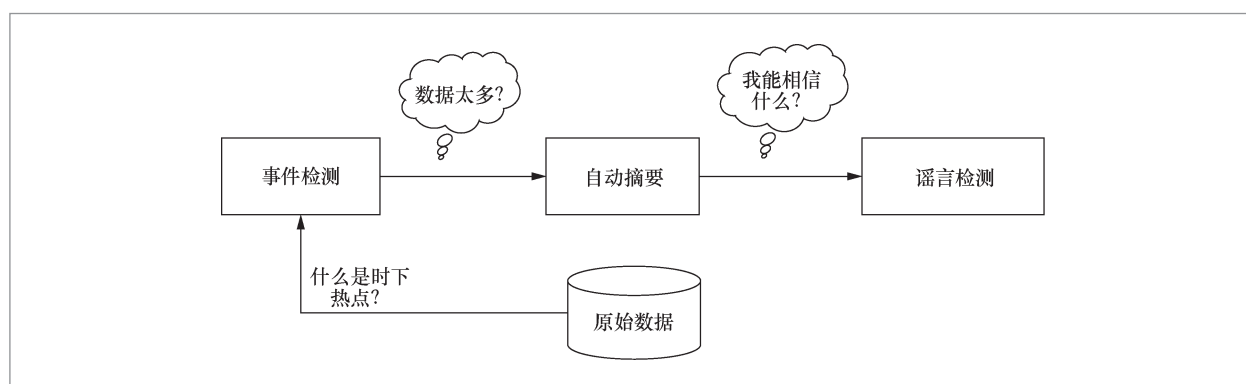 数据太多?
我能相信
什么?
事件检测
自动摘要
谣言检测
什么是时下
热点?
原始数据